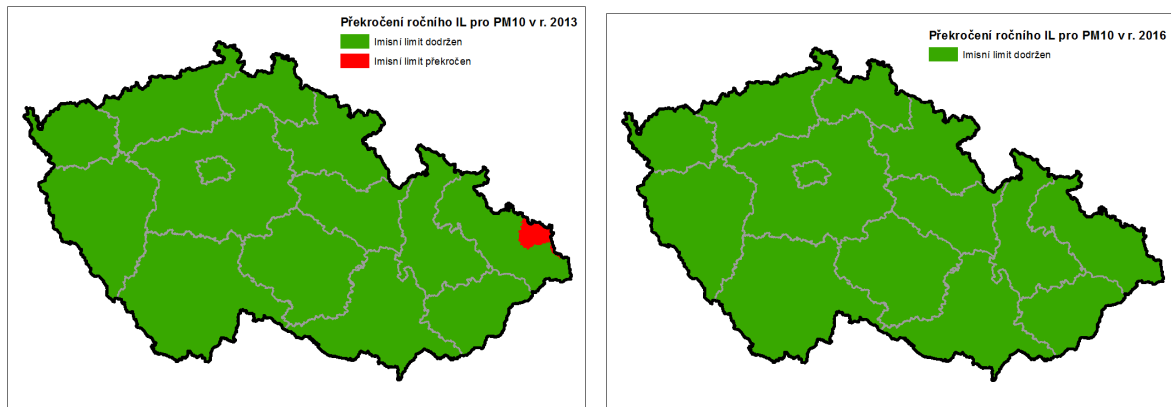 Překročení ročního IL pro PM10 v r. 2013
Imisní limit dodržen
Imisní limit překročen
Překročení ročního IL pro PM10 v r. 2016
Imisní limit dodržen